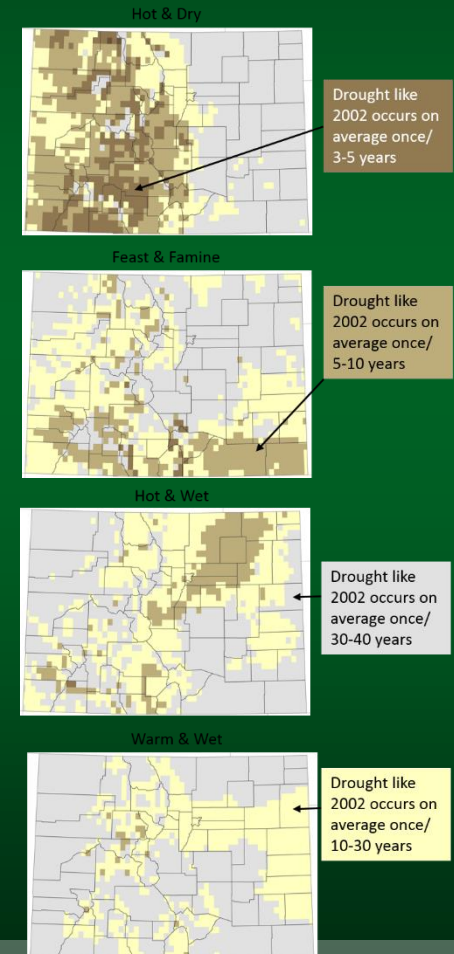 Hot & Dry
Drought like
2002 occurs on
average once/
3-5 years
Feast & Famine
Drought like
2002 occurs on
average once/
5-10 years
Hot & Wet
Drought like
2002 occurs on
average once/
30-40 years
Warm & Wet
Drought like
2002 occurs on
average once/
10-30 years